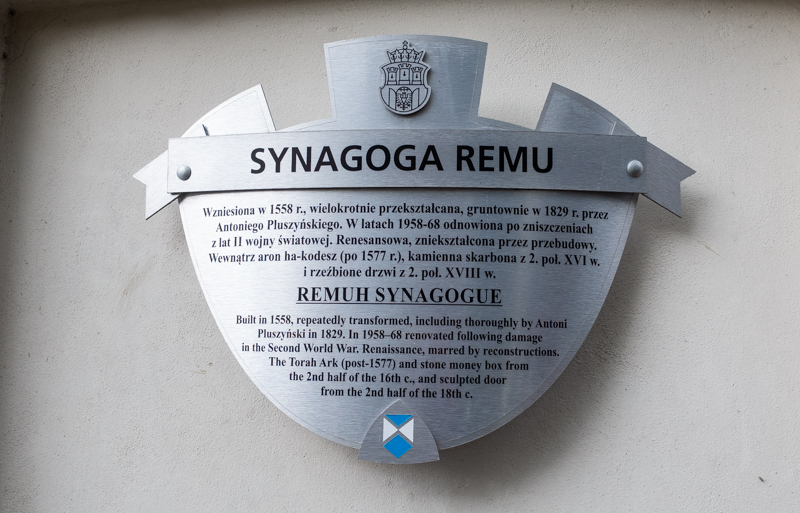 SYNAGOGA REMU
Wzniesiona w 1558 r., wielokrotnie przekształcana, gruntownie w 1829 r. przez
Antoniego Pluszyńskiego. W latach 1958-68 odnowiona po zniszczeniach
z lat II wojny światowej. Renesansowa, zniekształcona przez przebudowy.
Wewnątrz aron ha-kodesz (po 1577 r.), kamienna skarbona z 2. poł. XVI w.
i rzeźbione drzwi z 2. poł. XVIII w.
REMUH SYNAGOGUE
Built in 1558, repeatedly transformed, including thoroughly by Antoni
Pluszyński in 1829. In 1958–68 renovated following damage
in the Second World War. Renaissance, marred by reconstructions.
The Torah Ark (post-1577) and stone money box from
the 2nd half of the 16th c., and sculpted door
from the 2nd half of the 18th c.